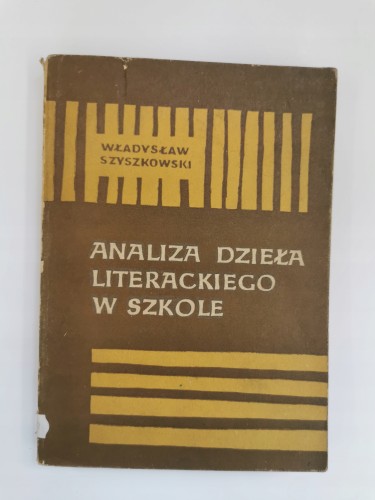 WŁADYSŁAW
SZYSZKOWSKI
ANALIZA DZIEŁA
LITERACKIEGO
W SZKOLE